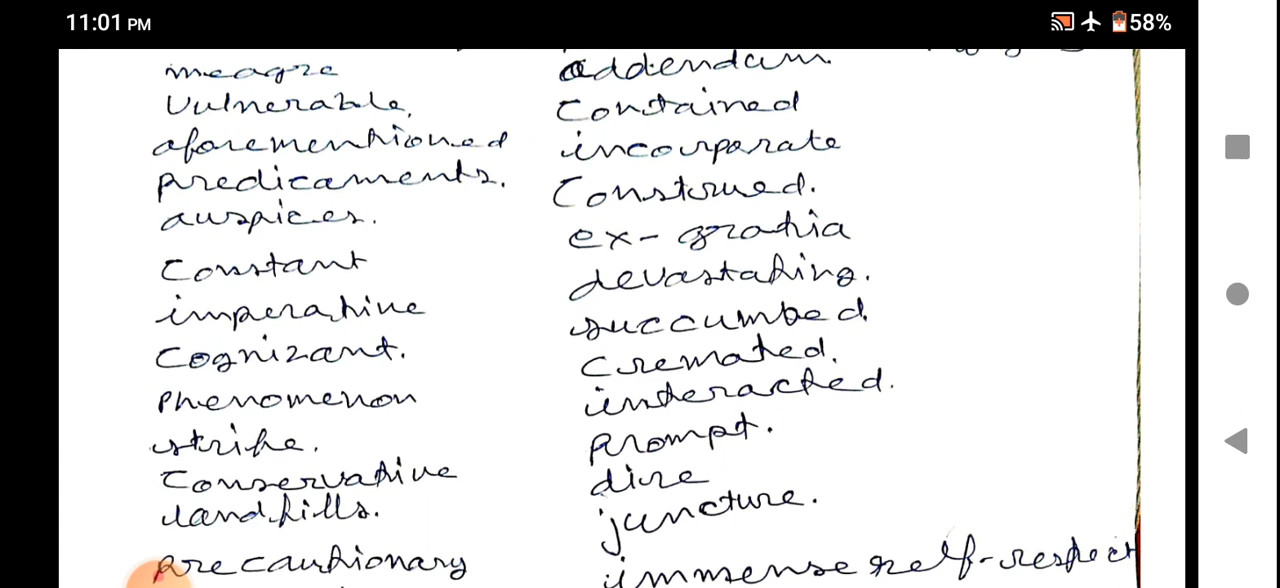 11:01 PM
58%
meagre
Vulnerable,
aforementioned
predicaments.
auspices.
Constant
imperative
Cognizant.
Phenomenon
strike.
Conservative
landfills.
precautionary
addendum.
Contained
incorporate
Construed.
ex-gratia
devastating.
succumbed.
Cremated.
interacted.
prompt.
dire
juncture.
immense self-respect